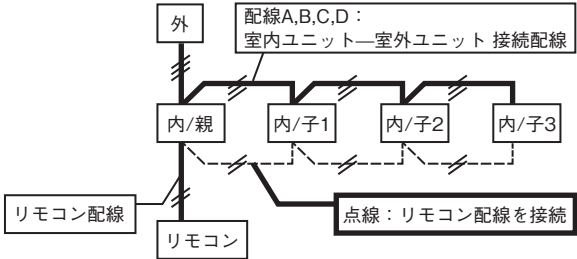 外
配線A,B,C,D：
室内ユニット―室外ユニット 接続配線
内/親
内/子1
内/子2
内/子3
リモコン配線
点線：リモコン配線を接続
リモコン